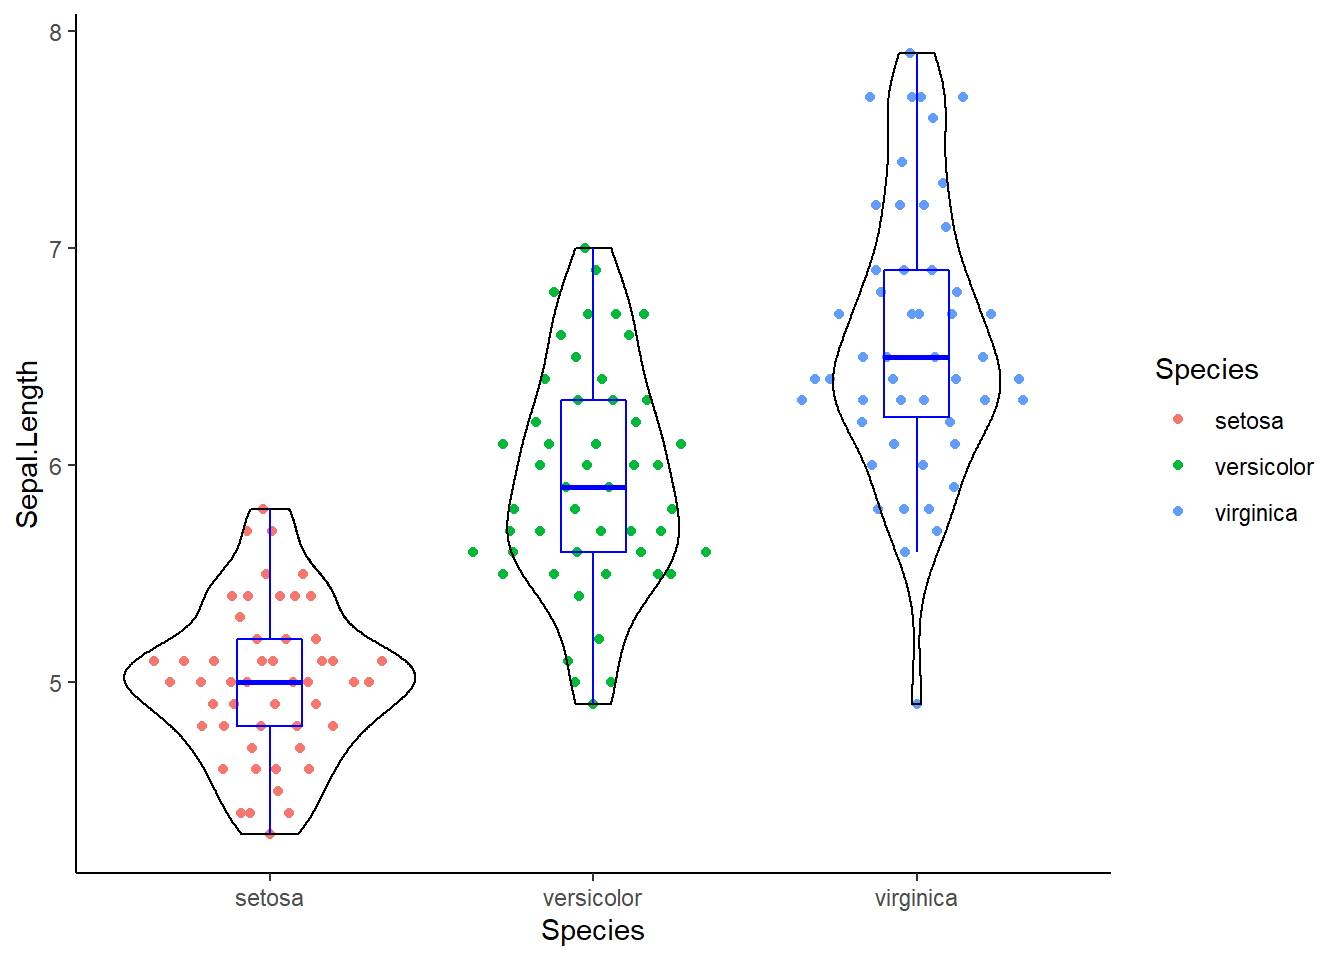 Sepal.Length
8
7
6
5
setosa
versicolor
virginica
Species
Species
setosa
versicolor
virginica